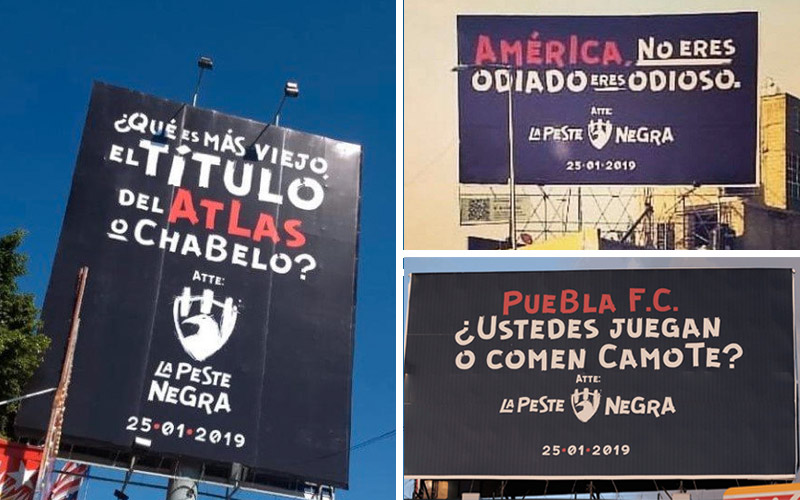 ¿QUÉ ES MÁS VIEJO,
EL TÍTULO
DEL ATLAS
O CHABELO?
ATTE:
LA PESTE
NEGRA
25•01•2019
AMÉRICA, NO ERES
ODIADO ERES ODIOSO.
ATTE:
LA PESTE NEGRA
25•01•2019
PUEBLA F.C.
¿USTEDES JUEGAN
O COMEN CAMOTE?
ATTE:
LA PESTE NEGRA
25•01•2019